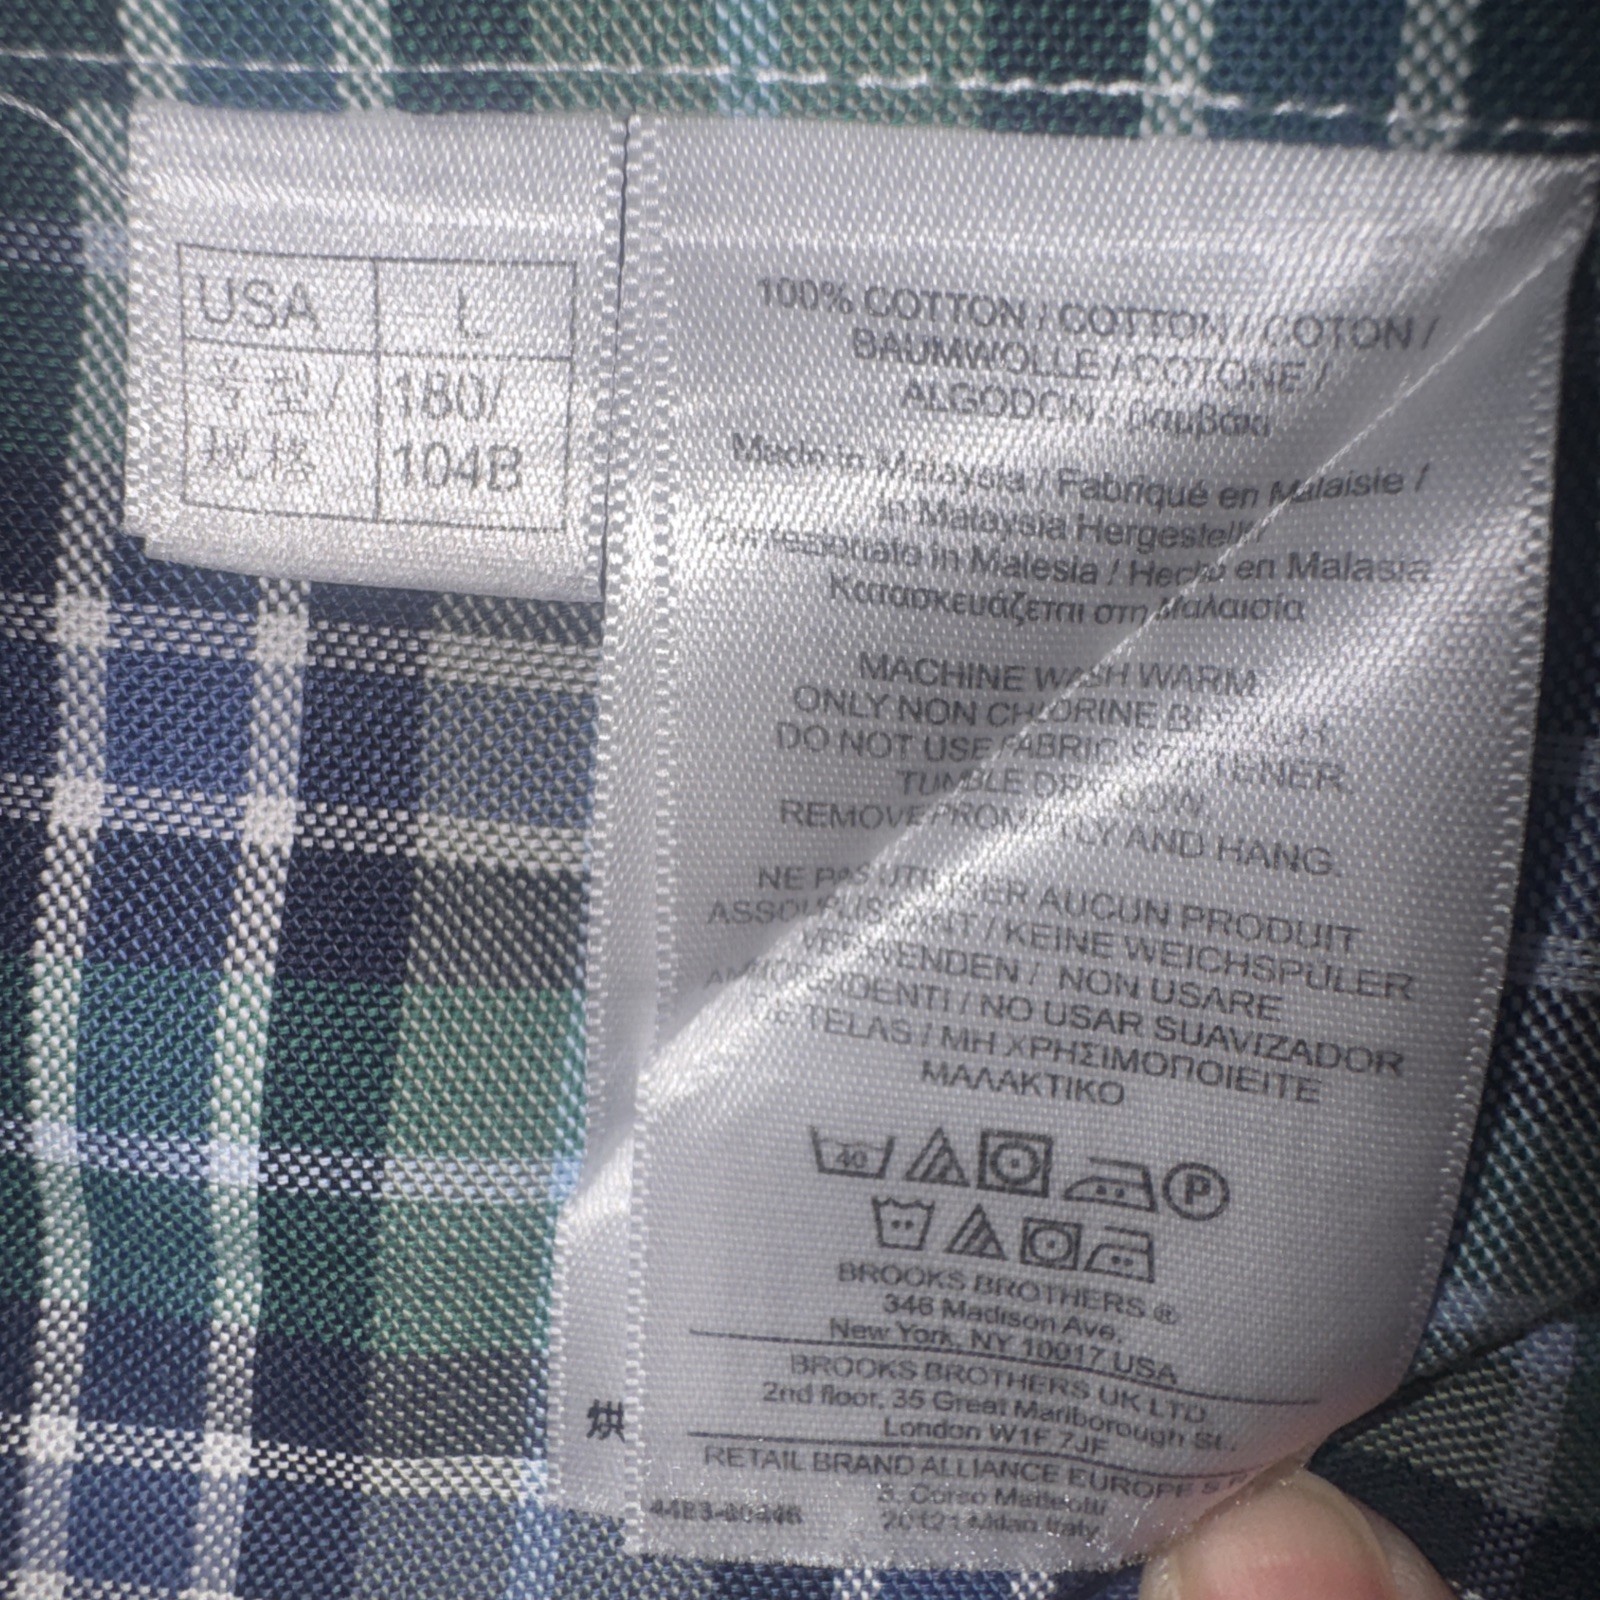 USA L
号型/ 180/
规格 104B
100% COTTON / COTTON / COTON /
BAUMWOLLE / COTONE /
ALGODON / βαμβάκι
Made in Malaysia / Fabriqué en Malaisie /
in Malaysia Hergestellt/
Confezionato in Malesia / Hecho en Malasia
Κατασκευάζεται στη Μαλαισία
MACHINE WASH WARM
ONLY NON CHLORINE BLEACH
DO NOT USE FABRIC SOFTENER
TUMBLE DRY LOW
REMOVE PROMPTLY AND HANG.
NE PAS UTILISER AUCUN PRODUIT
ASSOUPLISSANT / KEINE WEICHSPÜLER
VERWENDEN / NON USARE
AMMORBIDENTI / NO USAR SUAVIZADOR
DE TELAS / ΜΗ ΧΡΗΣΙΜΟΠΟΙΕΙΤΕ
ΜΑΛΑΚΤΙΚΟ
40 P
BROOKS BROTHERS ®
346 Madison Ave.
New York, NY 10017 USA
BROOKS BROTHERS UK LTD
2nd floor, 35 Great Marlborough St.,
London W1F 7JF
RETAIL BRAND ALLIANCE EUROPE
3, Corso Matteotti
20121 Milan Italy
烘